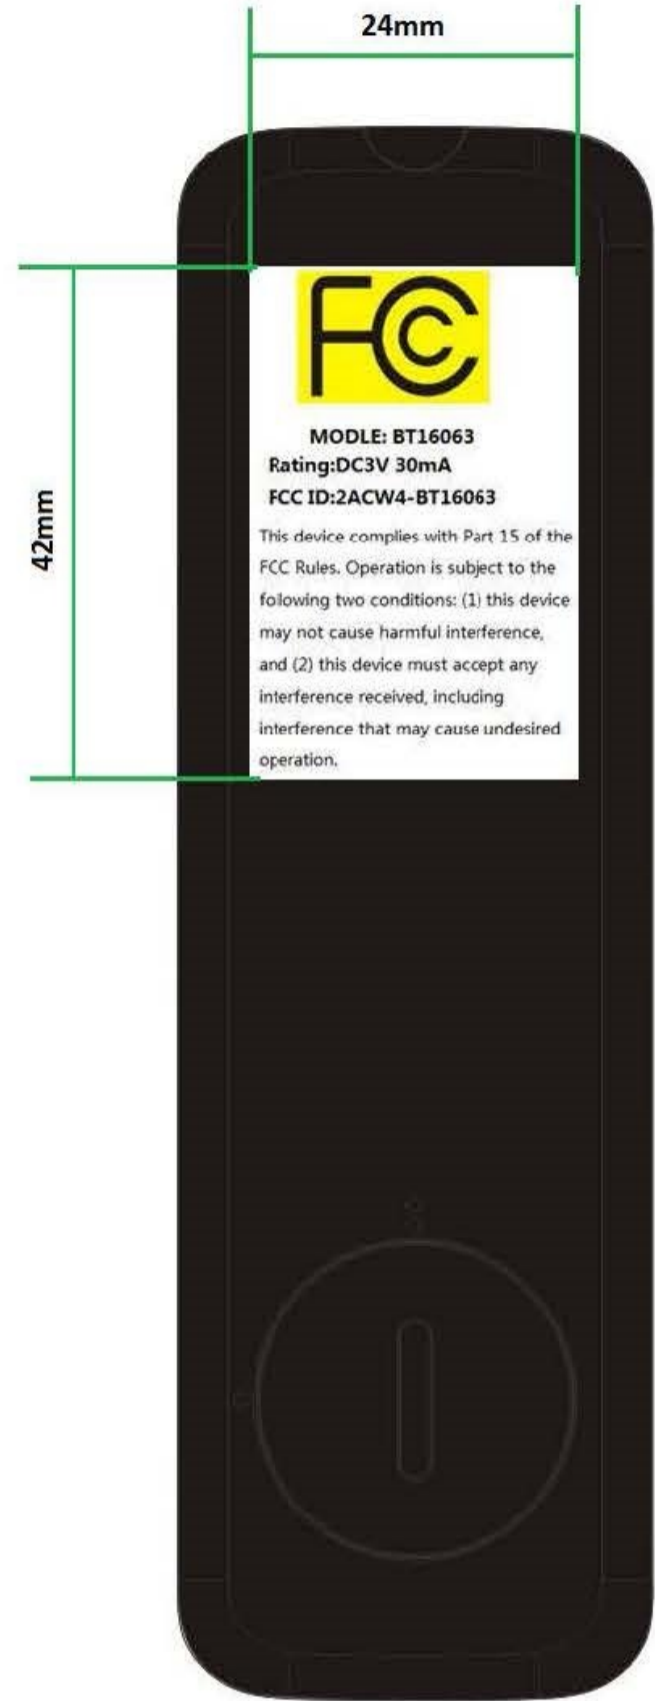 24mm
42mm
FCC
MODLE: BT16063
Rating:DC3V 30mA
FCC ID:2ACW4-BT16063
This device complies with Part 15 of the
FCC Rules. Operation is subject to the
following two conditions: (1) this device
may not cause harmful interference,
and (2) this device must accept any
interference received, including
interference that may cause undesired
operation.